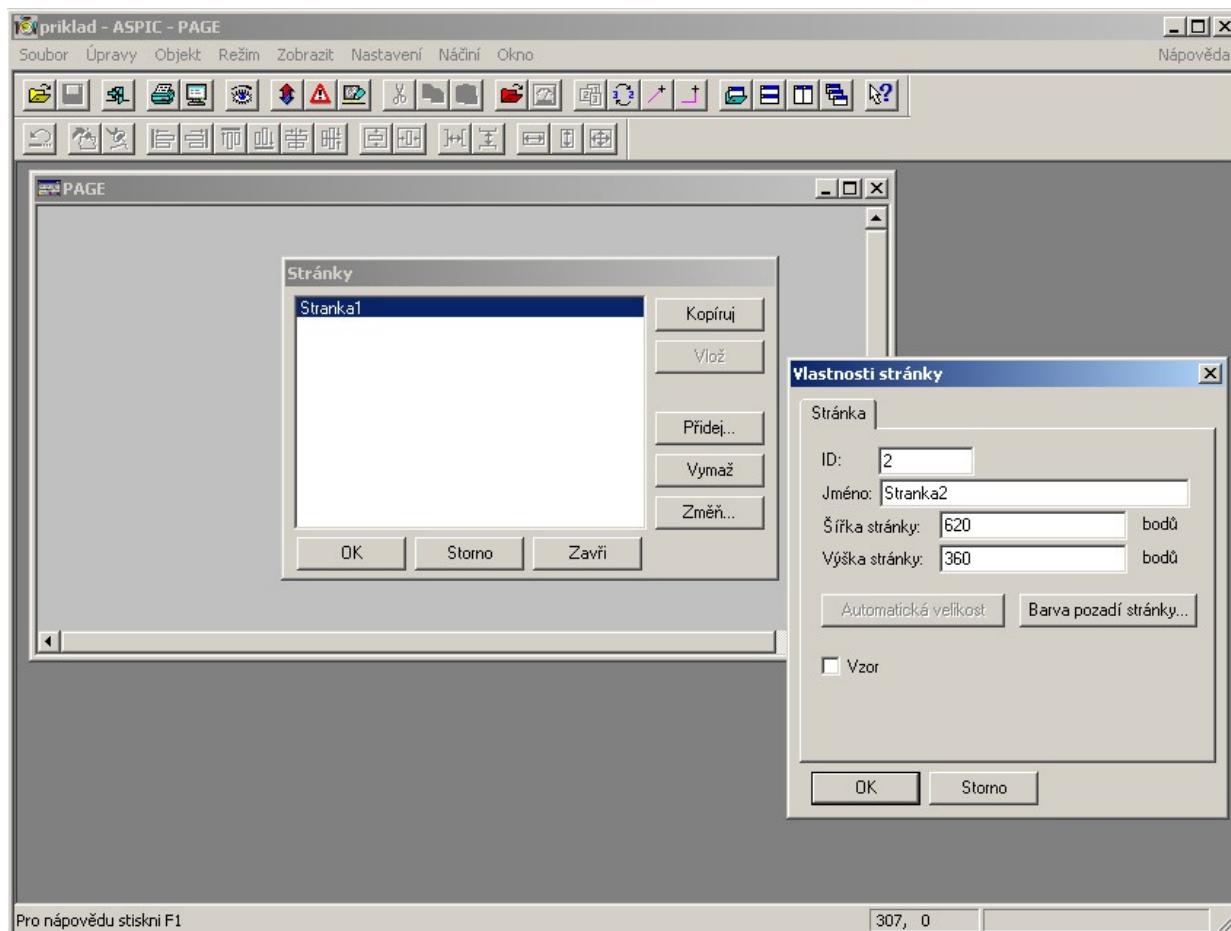 priklad - ASPIC - PAGE
Soubor Úpravy Objekt Režim Zobrazit Nastavení Náčiní Okno Nápověda
PAGE
Stránky
Stranka1
Kopíruj
Vlož
Přidej...
Vymaž
Změň...
OK Storno Zavři
Vlastnosti stránky
Stránka
ID: 2
Jméno: Stranka2
Šířka stránky: 620 bodů
Výška stránky: 360 bodů
Automatická velikost Barva pozadí stránky...
Vzor
OK Storno
Pro nápovědu stiskni F1 307, 0